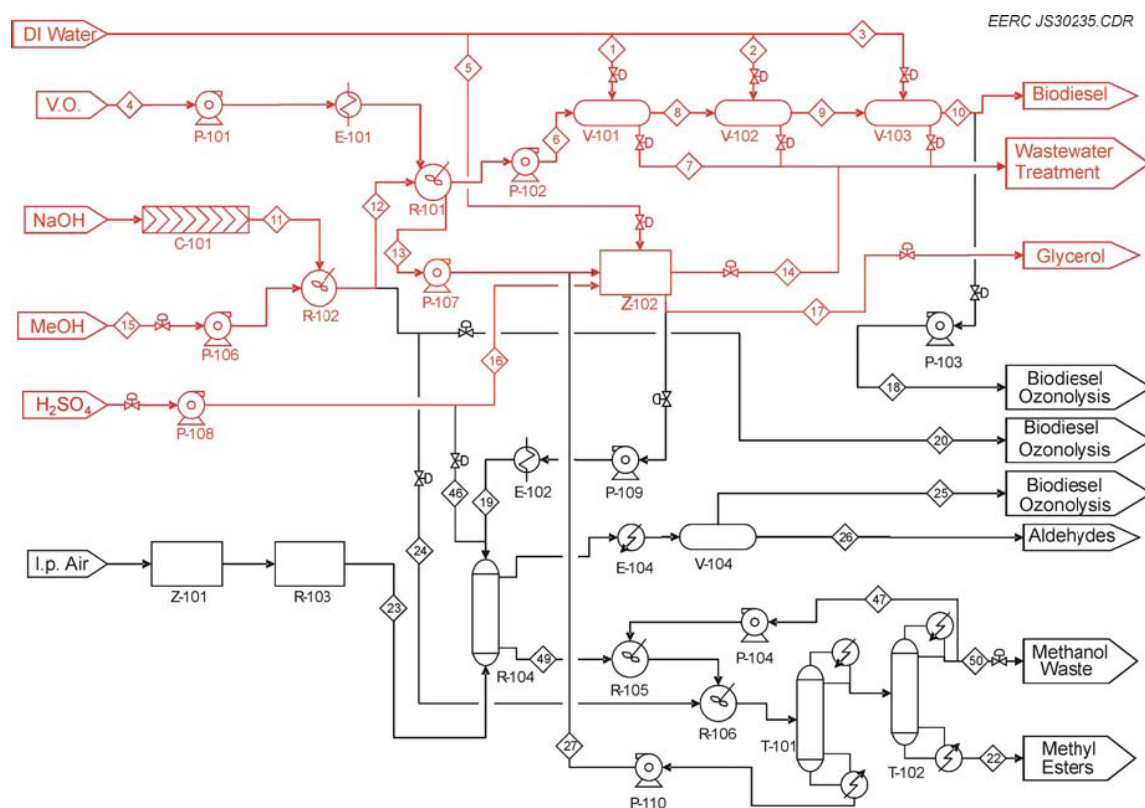 EERC JS30235.CDR
DI Water
1
2
3
5
V.O.
4
P-101
E-101
6
V-101
8
V-102
9
V-103
10
Biodiesel
P-102
R-101
7
Wastewater
Treatment
NaOH
11
C-101
12
13
P-107
Z-102
14
17
Glycerol
MeOH
15
P-106
R-102
16
P-103
18
Biodiesel
Ozonolysis
H2SO4
P-108
20
Biodiesel
Ozonolysis
46
19
E-102
P-109
25
Biodiesel
Ozonolysis
24
I.p. Air
Z-101
R-103
23
R-104
E-104
V-104
26
Aldehydes
47
P-104
49
R-105
R-106
50
Methanol
Waste
T-101
T-102
27
P-110
22
Methyl
Esters